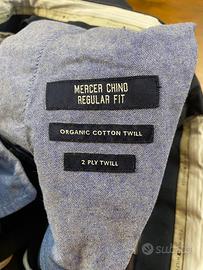 MERCER CHINO
REGULAR FIT
ORGANIC COTTON TWILL
2 PLY TWILL
subito